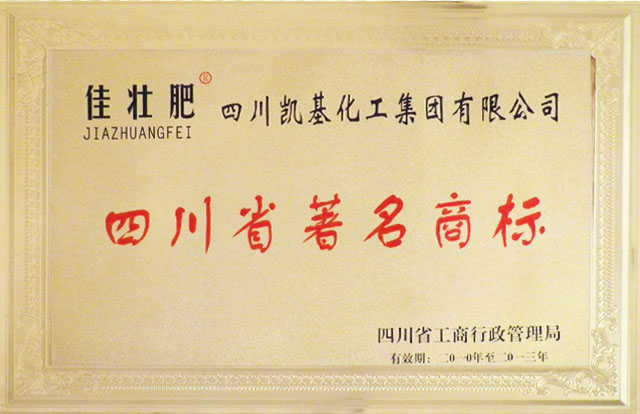 佳壮肥® 四川凯基化工集团有限公司
JIAZHUANGFEI
四川省著名商标
四川省工商行政管理局
有效期：二〇一〇年至二〇一三年